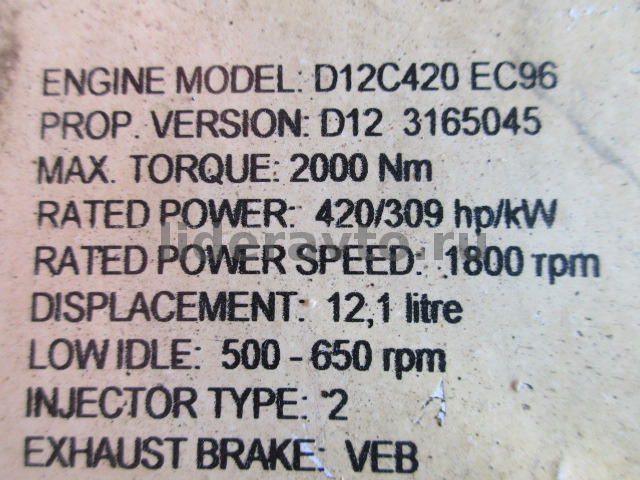 ENGINE MODEL: D12C420 EC96
PROP. VERSION: D12 3165045
MAX. TORQUE: 2000 Nm
RATED POWER: 420/309 hp/kW
lideravto.ru
RATED POWER SPEED: 1800 rpm
DISPLACEMENT: 12,1 litre
LOW IDLE: 500 - 650 rpm
INJECTOR TYPE: 2
EXHAUST BRAKE: VEB